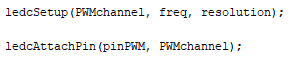 ledcSetup(PWMchannel, freq, resolution);
ledcAttachPin(pinPWM, PWMchannel);